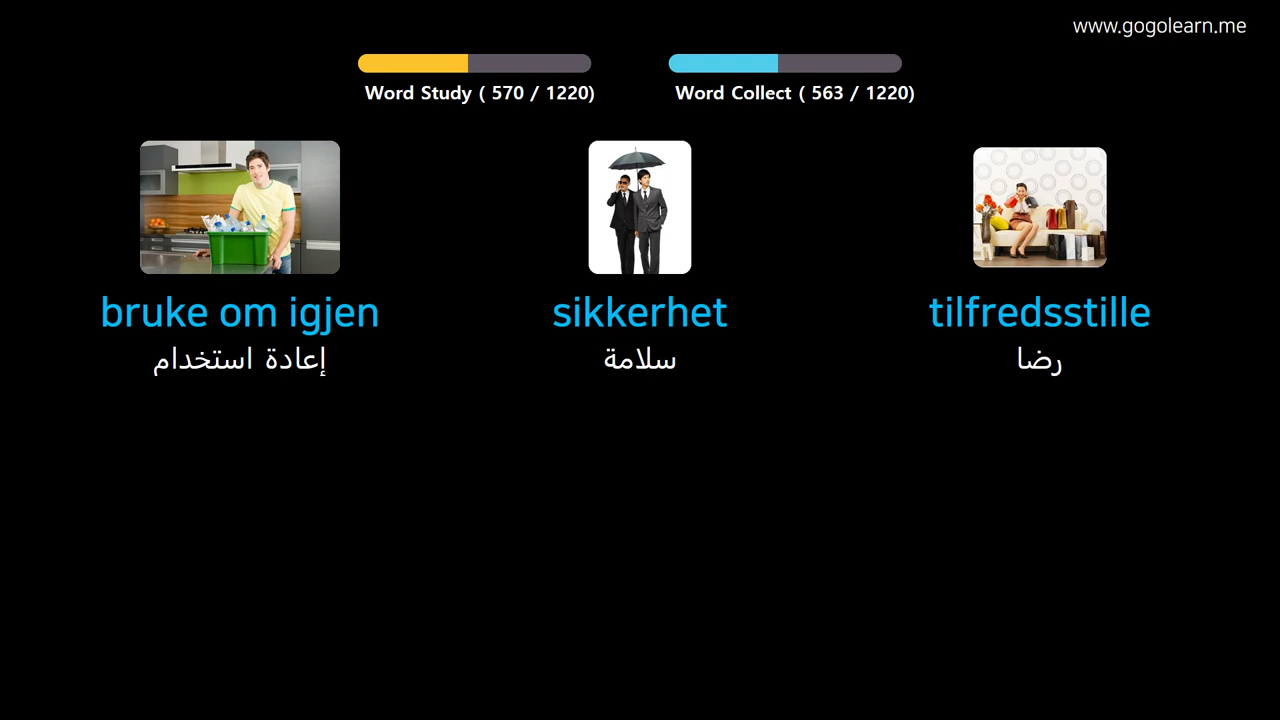 www.gogolearn.me
Word Study ( 570 / 1220)
Word Collect ( 563 / 1220)
bruke om igjen
إعادة استخدام
sikkerhet
سلامة
tilfredsstille
رضا